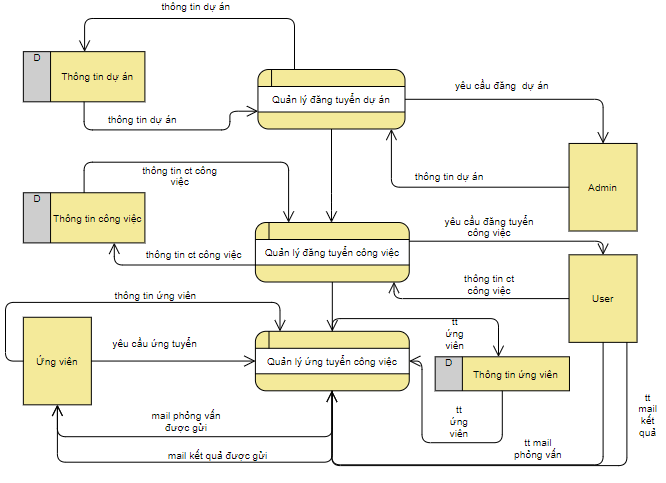 thông tin dự án
D
Thông tin dự án
thông tin dự án
Quản lý đăng tuyển dự án
yêu cầu đăng dự án
thông tin dự án
Admin
thông tin ct công
việc
D
Thông tin công việc
thông tin ct công việc
Quản lý đăng tuyển công việc
yêu cầu đăng tuyển
công việc
thông tin ct
công việc
User
thông tin ứng viên
Ứng viên
yêu cầu ứng tuyển
Quản lý ứng tuyển công việc
tt
ứng
viên
D
Thông tin ứng viên
tt
ứng
viên
mail phỏng vấn
được gửi
mail kết quả được gửi
tt mail
phỏng vấn
tt
mail
kết
quả